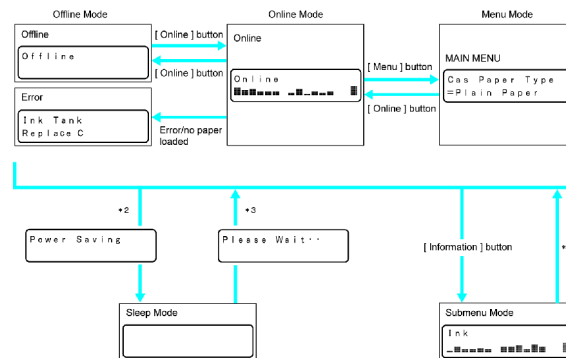 Offline Mode
Online Mode
Menu Mode
Offline
Offline
[ Online ] button
[ Online ] button
Online
Online
[ Menu ] button
[ Online ] button
MAIN MENU
Cas Paper Type
=Plain Paper
Error
Ink Tank
Replace C
Error/no paper
loaded
*2
*3
Power Saving
Please Wait··
[ Information ] button
*
Sleep Mode
Submenu Mode
Ink